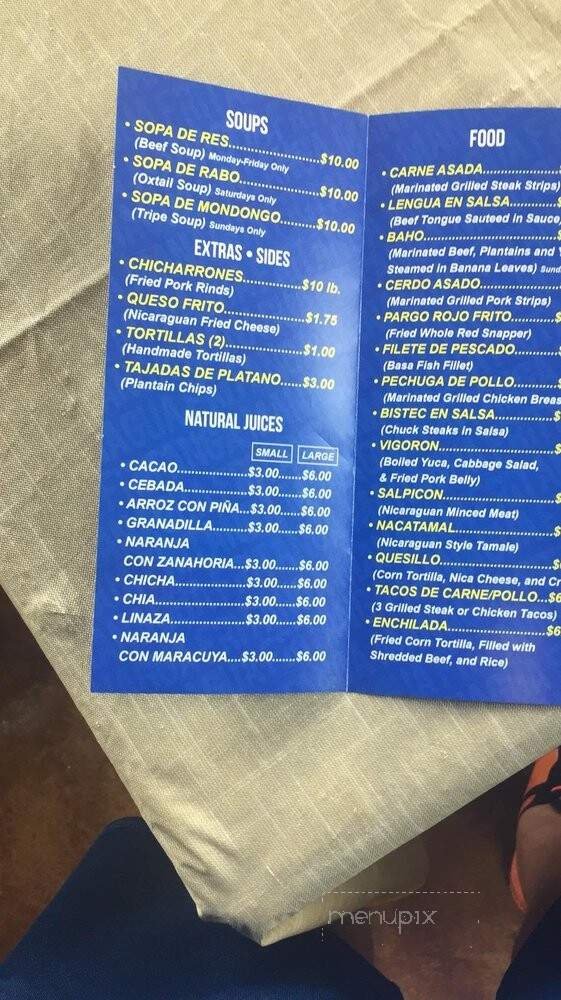 SOUPS
• SOPA DE RES.....................$10.00
(Beef Soup) Monday-Friday Only
• SOPA DE RABO..................$10.00
(Oxtail Soup) Saturdays Only
• SOPA DE MONDONGO........$10.00
(Tripe Soup) Sundays Only
EXTRAS • SIDES
• CHICHARRONES.............$10 lb.
(Fried Pork Rinds)
• QUESO FRITO....................$1.75
(Nicaraguan Fried Cheese)
• TORTILLAS (2)..................$1.00
(Handmade Tortillas)
• TAJADAS DE PLATANO......$3.00
(Plantain Chips)
NATURAL JUICES
SMALL LARGE
• CACAO..................$3.00.......$6.00
• CEBADA................$3.00.......$6.00
• ARROZ CON PIÑA...$3.00.....$6.00
• GRANADILLA.........$3.00......$6.00
• NARANJA
CON ZANAHORIA...$3.00......$6.00
• CHICHA..................$3.00......$6.00
• CHIA.......................$3.00......$6.00
• LINAZA...................$3.00......$6.00
• NARANJA
CON MARACUYA....$3.00.......$6.00
FOOD
• CARNE ASADA..................
(Marinated Grilled Steak Strips)
• LENGUA EN SALSA............$
(Beef Tongue Sauteed in Sauce
• BAHO..............................$
(Marinated Beef, Plantains and
Steamed in Banana Leaves)
• CERDO ASADO..................
(Marinated Grilled Pork Strips)
• PARGO ROJO FRITO...........$
(Fried Whole Red Snapper)
• FILETE DE PESCADO..........
(Basa Fish Fillet)
• PECHUGA DE POLLO...........$
(Marinated Grilled Chicken
• BISTEC EN SALSA..............$
(Chuck Steaks in Salsa)
• VIGORON..........................$
(Boiled Yuca, Cabbage Salad,
& Fried Pork Belly)
• SALPICON.........................$
(Nicaraguan Minced Meat)
• NACATAMAL......................$
(Nicaraguan Style Tamale)
• QUESILLO.........................$
(Corn Tortilla, Nica Cheese, and
• TACOS DE CARNE/POLLO...$6
(3 Grilled Steak or Chicken Tacos)
• ENCHILADA......................$6
(Fried Corn Tortilla, Filled with
Shredded Beef, and Rice)
menupix